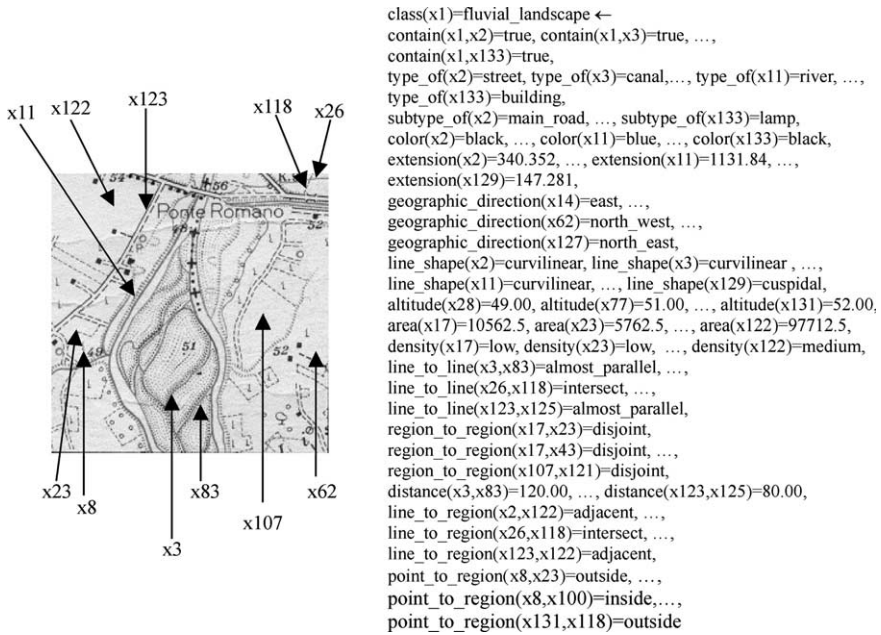 x11
x122
x123
x118
x26
54
56
K.
Ponte Romano
52
48
51
49
52
x23
x8
x3
x83
x107
x62
class(x1)=fluvial_landscape ←
contain(x1,x2)=true, contain(x1,x3)=true, …,
contain(x1,x133)=true,
type_of(x2)=street, type_of(x3)=canal,…, type_of(x11)=river, …,
type_of(x133)=building,
subtype_of(x2)=main_road, …, subtype_of(x133)=lamp,
color(x2)=black, …, color(x11)=blue, …, color(x133)=black,
extension(x2)=340.352, …, extension(x11)=1131.84, …,
extension(x129)=147.281,
geographic_direction(x14)=east, …,
geographic_direction(x62)=north_west, …,
geographic_direction(x127)=north_east,
line_shape(x2)=curvilinear, line_shape(x3)=curvilinear , …,
line_shape(x11)=curvilinear, …, line_shape(x129)=cuspidal,
altitude(x28)=49.00, altitude(x77)=51.00, …, altitude(x131)=52.00,
area(x17)=10562.5, area(x23)=5762.5, …, area(x122)=97712.5,
density(x17)=low, density(x23)=low, …, density(x122)=medium,
line_to_line(x3,x83)=almost_parallel, …,
line_to_line(x26,x118)=intersect, …,
line_to_line(x123,x125)=almost_parallel,
region_to_region(x17,x23)=disjoint,
region_to_region(x17,x43)=disjoint, …,
region_to_region(x107,x121)=disjoint,
distance(x3,x83)=120.00, …, distance(x123,x125)=80.00,
line_to_region(x2,x122)=adjacent, …,
line_to_region(x26,x118)=intersect, …,
line_to_region(x123,x122)=adjacent,
point_to_region(x8,x23)=outside, …,
point_to_region(x8,x100)=inside,…,
point_to_region(x131,x118)=outside